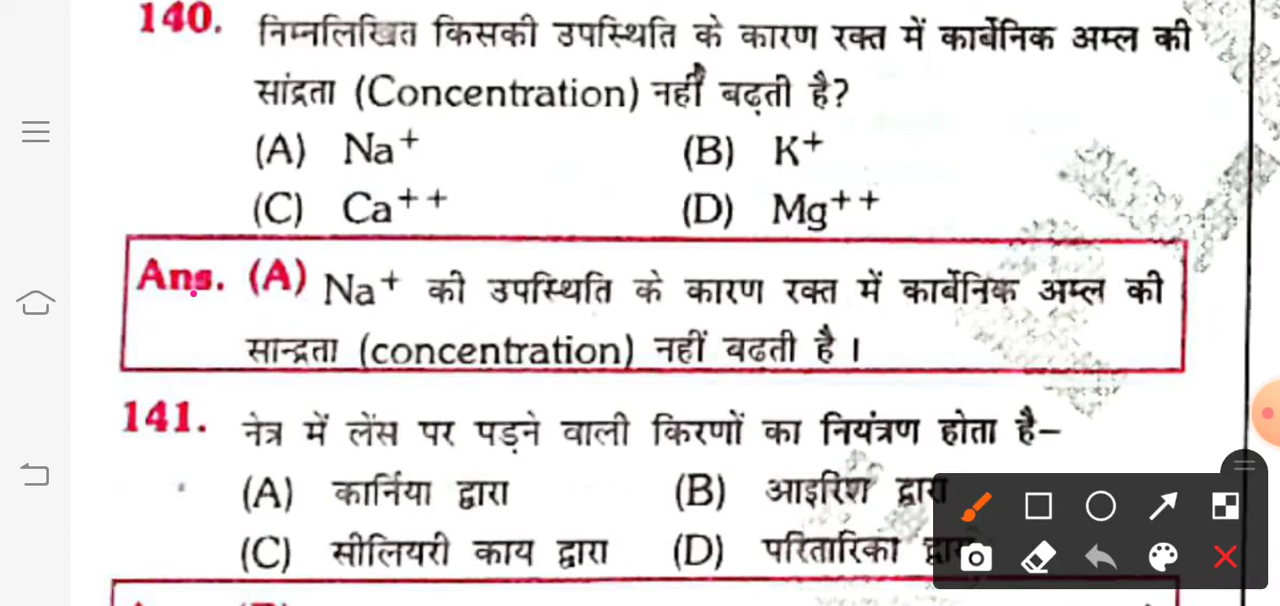 140. निम्नलिखित किसकी उपस्थिति के कारण रक्त में कार्बेनिक अम्ल की
सांद्रता (Concentration) नहीं बढ़ती है?
(A) Na⁺ (B) K⁺
(C) Ca⁺⁺ (D) Mg⁺⁺
Ans. (A) Na⁺ की उपस्थिति के कारण रक्त में कार्बेनिक अम्ल की
सान्द्रता (concentration) नहीं बढती है ।
141. नेत्र में लेंस पर पड़ने वाली किरणों का नियंत्रण होता है–
(A) कार्निया द्वारा (B) आइरिश द्वारा
(C) सीलियरी काय द्वारा (D) परितारिका